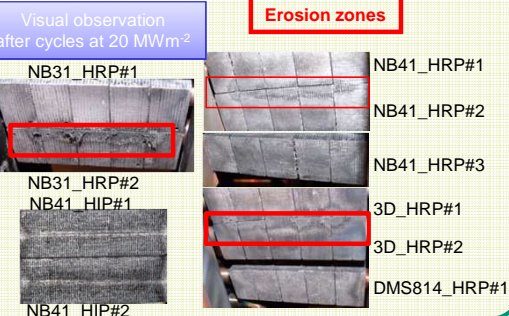 Visual observation
after cycles at 20 MWm-2
Erosion zones
NB31_HRP#1
NB31_HRP#2
NB41_HIP#1
NB41_HIP#2
NB41_HRP#1
NB41_HRP#2
NB41_HRP#3
3D_HRP#1
3D_HRP#2
DMS814_HRP#1